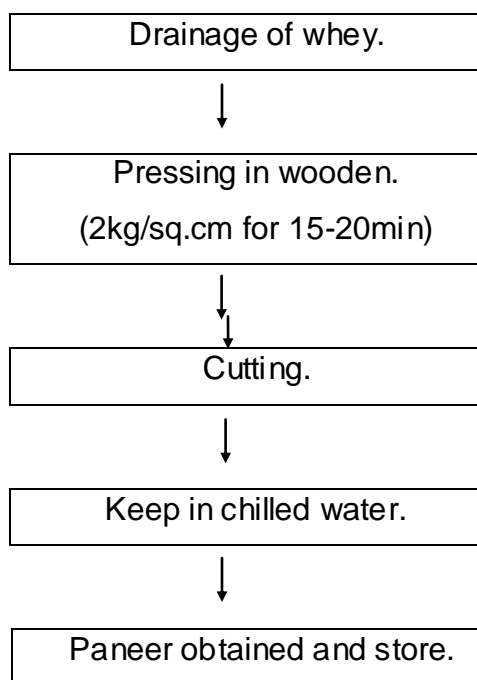 Drainage of whey.
Pressing in wooden.
(2kg/sq.cm for 15-20min)
Cutting.
Keep in chilled water.
Paneer obtained and store.